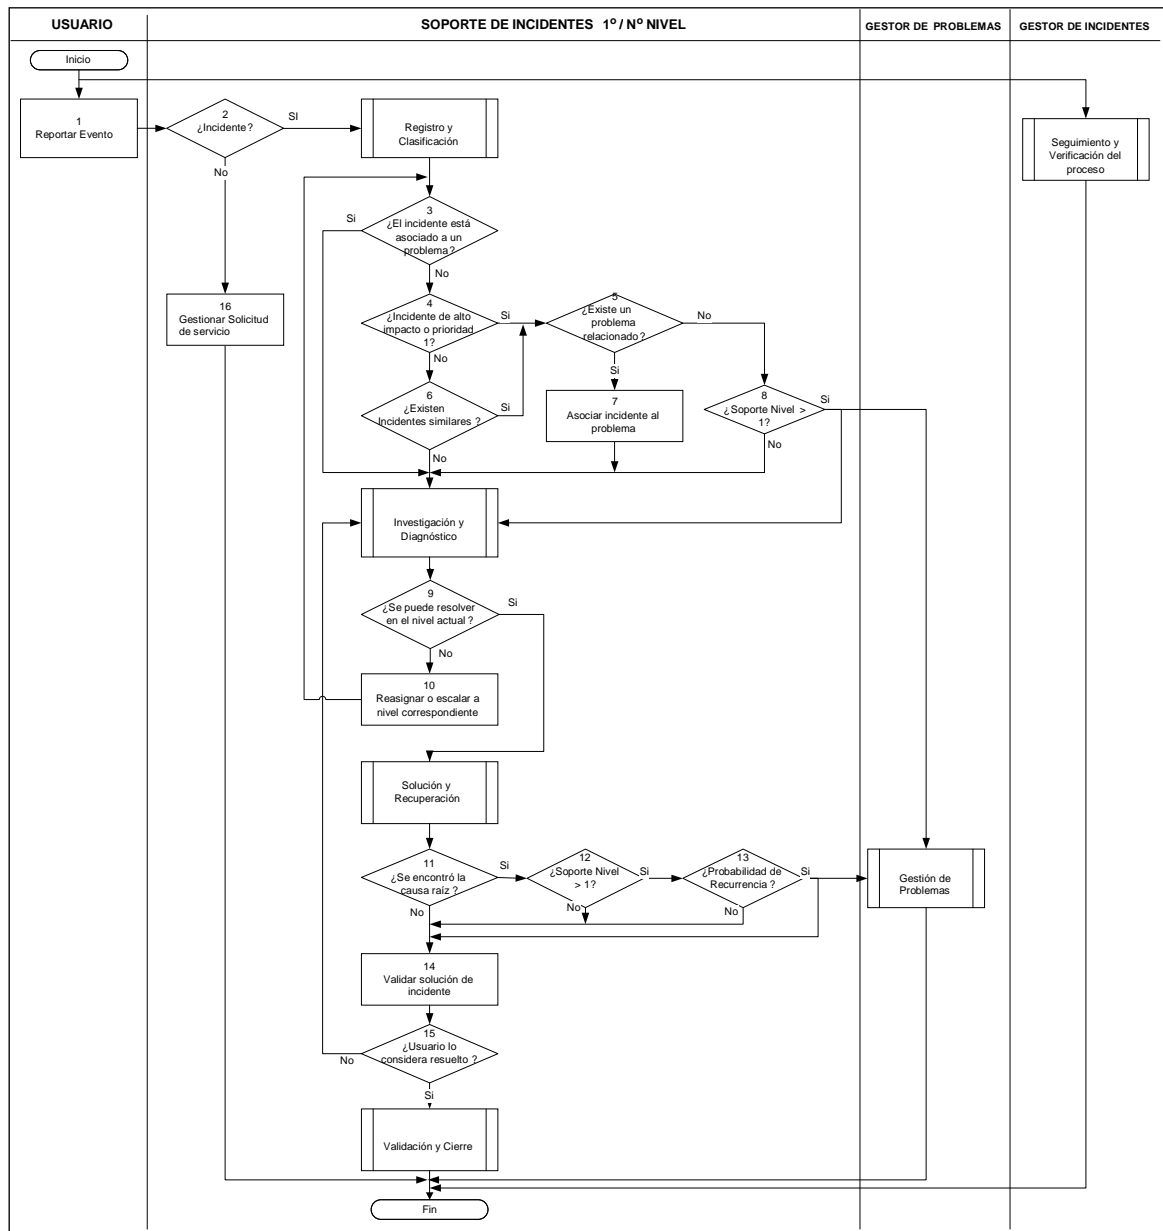 USUARIO
SOPORTE DE INCIDENTES 1º / Nº NIVEL
GESTOR DE PROBLEMAS
GESTOR DE INCIDENTES
Inicio
1
Reportar Evento
2
¿Incidente?
SI
No
Registro y
Clasificación
Seguimiento y
Verificación del
proceso
3
¿El incidente está
asociado a un
problema?
Si
No
16
Gestionar Solicitud
de servicio
4
¿Incidente de alto
impacto o prioridad
1?
Si
No
5
¿Existe un
problema
relacionado?
No
Si
6
¿Existen
Incidentes similares ?
Si
No
7
Asociar incidente al
problema
8
¿Soporte Nivel >
1?
Si
No
Investigación y
Diagnóstico
9
¿Se puede resolver
en el nivel actual ?
Si
No
10
Reasignar o escalar a
nivel correspondiente
Solución y
Recuperación
11
¿Se encontró la
causa raíz ?
Si
No
12
¿Soporte Nivel
> 1?
Si
No
13
¿Probabilidad de
Recurrencia ?
Si
No
Gestión de
Problemas
14
Validar solución de
incidente
15
¿Usuario lo
considera resuelto ?
No
Si
Validación y Cierre
Fin